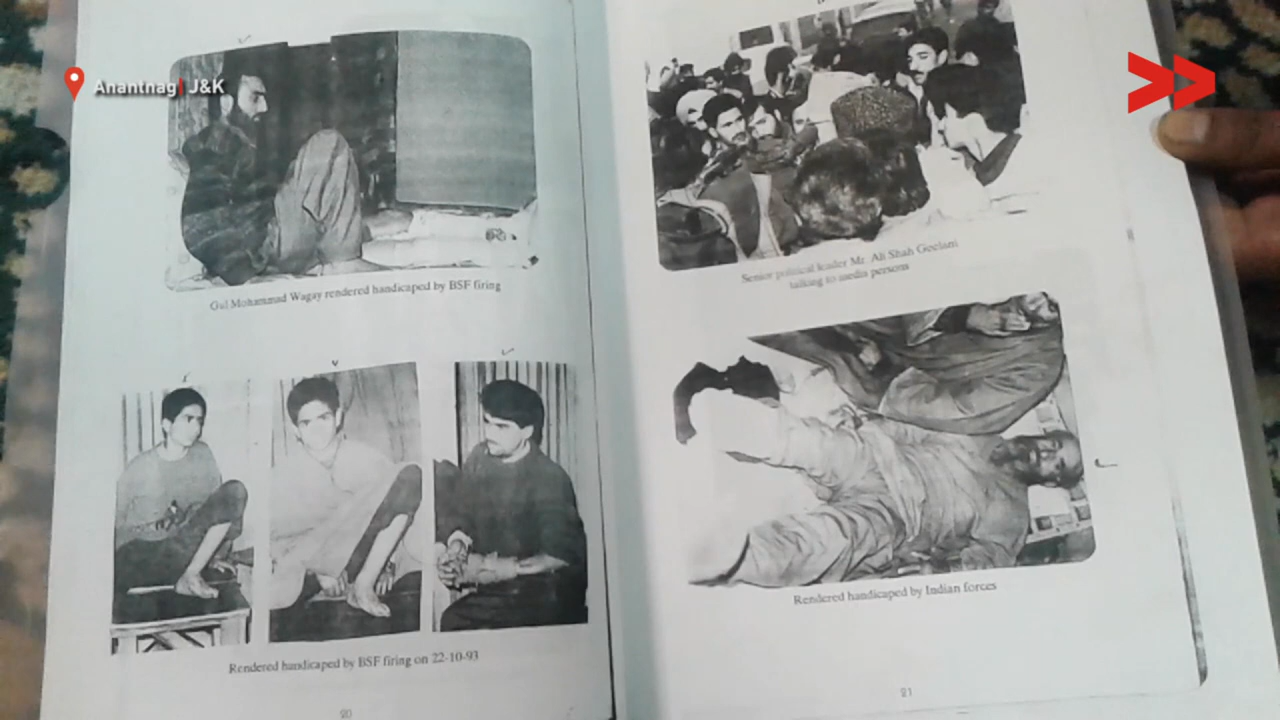 Anantnag | J&K
Gul Mohammad Wagay rendered handicaped by BSF firing
Rendered handicaped by BSF firing on 22-10-93
20
Senior political leader Mr. Ali Shah Geelani
talking to media persons
Rendered handicaped by Indian forces
21